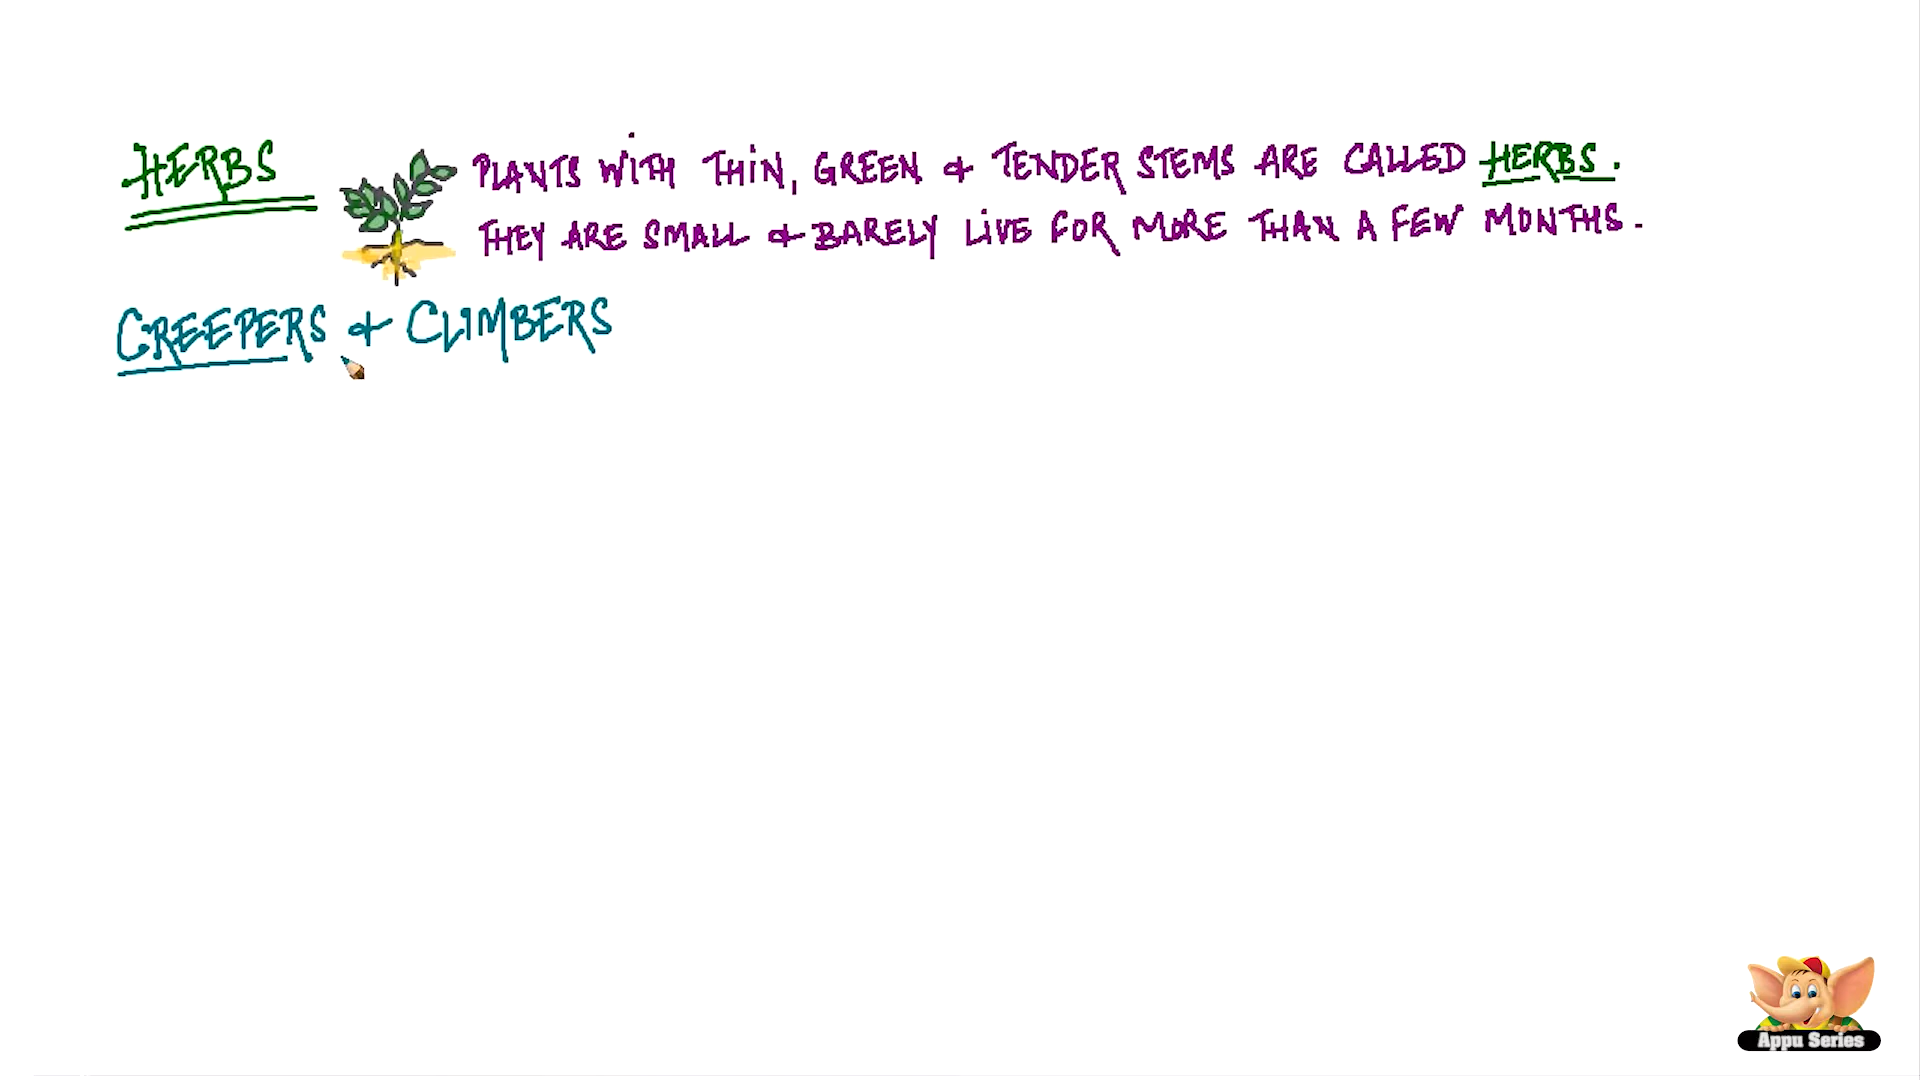 HERBS
PLANTS WITH THIN, GREEN & TENDER STEMS ARE CALLED HERBS.
THEY ARE SMALL & BARELY LIVE FOR MORE THAN A FEW MONTHS.
CREEPERS & CLIMBERS
Appu Series